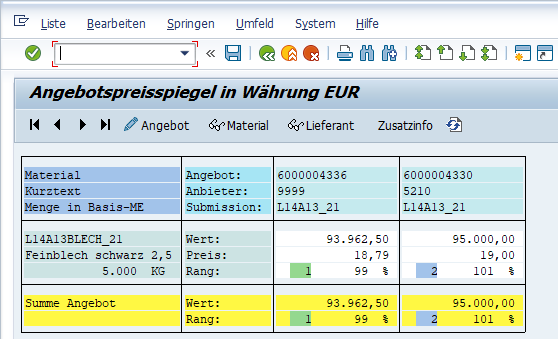 Liste Bearbeiten Springen Umfeld System Hilfe
Angebotspreisspiegel in Währung EUR
Angebot Material Lieferant Zusatzinfo
Material Angebot: 6000004336 6000004330
Kurztext Anbieter: 9999 5210
Menge in Basis-ME Submission: L14A13_21 L14A13_21
L14A13BLECH_21 Wert: 93.962,50 95.000,00
Feinblech schwarz 2,5 Preis: 18,79 19,00
5.000 KG Rang: 1 99 % 2 101 %
Summe Angebot Wert: 93.962,50 95.000,00
Rang: 1 99 % 2 101 %